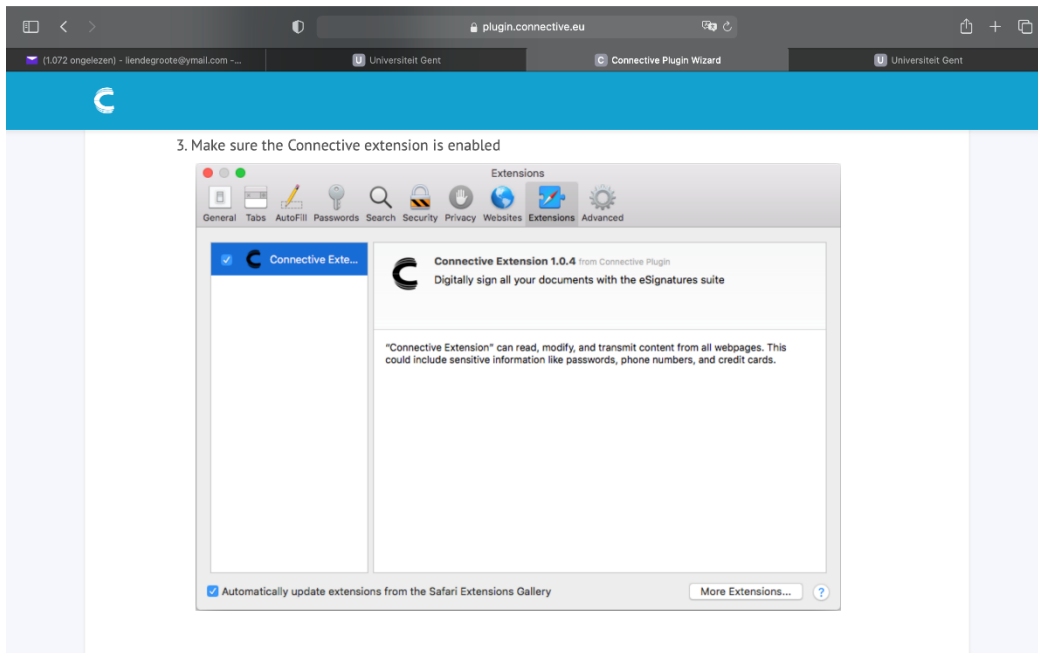 plugin.connective.eu
(1.072 ongelezen) - liendegroote@ymail.com -...
U Universiteit Gent
C Connective Plugin Wizard
U Universiteit Gent
3. Make sure the Connective extension is enabled
Extensions
General Tabs AutoFill Passwords Search Security Privacy Websites Extensions Advanced
Connective Exte...
Connective Extension 1.0.4 from Connective Plugin
Digitally sign all your documents with the eSignatures suite
"Connective Extension" can read, modify, and transmit content from all webpages. This
could include sensitive information like passwords, phone numbers, and credit cards.
Automatically update extensions from the Safari Extensions Gallery
More Extensions...
?